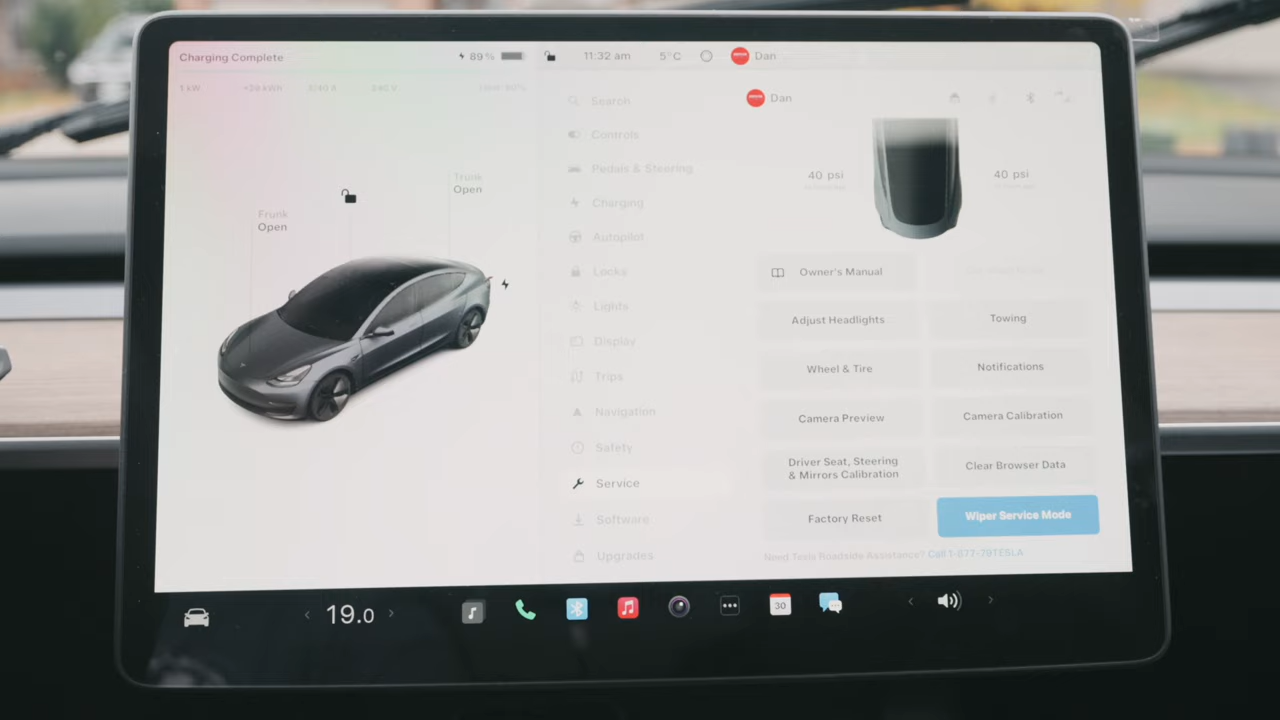 Charging Complete
89 %
11:32 am
5°C
Dan
1 kW
240 V
Search
Dan
Controls
Pedals & Steering
40 psi
40 psi
Trunk
Open
Charging
Frunk
Open
Autopilot
Locks
Owner's Manual
Lights
Adjust Headlights
Towing
Display
Wheel & Tire
Notifications
Trips
Navigation
Camera Preview
Camera Calibration
Safety
Driver Seat, Steering
& Mirrors Calibration
Clear Browser Data
Service
Software
Factory Reset
Wiper Service Mode
Upgrades
Need Tesla Roadside Assistance? Call 1-877-79TESLA
19.0
30